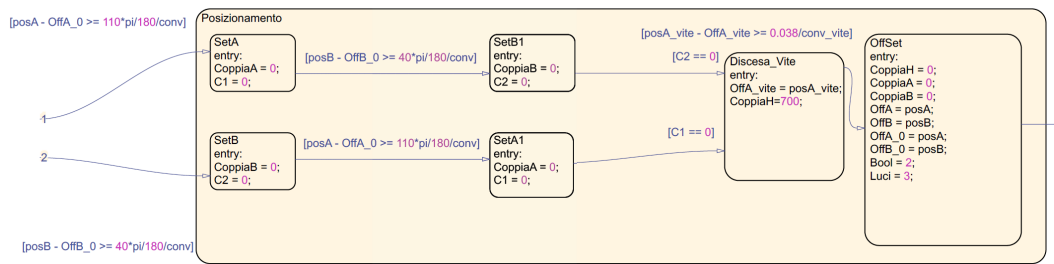 Posizionamento
[posA - OffA_0 >= 110*pi/180/conv]
SetA
entry:
CoppiaA = 0;
C1 = 0;
[posB - OffB_0 >= 40*pi/180/conv]
SetB1
entry:
CoppiaB = 0;
C2 = 0;
[C2 == 0]
[posA_vite - OffA_vite >= 0.038/conv_vite]
Discesa_Vite
entry:
OffA_vite = posA_vite;
CoppiaH=700;
OffSet
entry:
CoppiaH = 0;
CoppiaA = 0;
CoppiaB = 0;
OffA = posA;
OffB = posB;
OffA_0 = posA;
OffB_0 = posB;
Bool = 2;
Luci = 3;
1
2
SetB
entry:
CoppiaB = 0;
C2 = 0;
[posA - OffA_0 >= 110*pi/180/conv]
SetA1
entry:
CoppiaA = 0;
C1 = 0;
[C1 == 0]
[posB - OffB_0 >= 40*pi/180/conv]